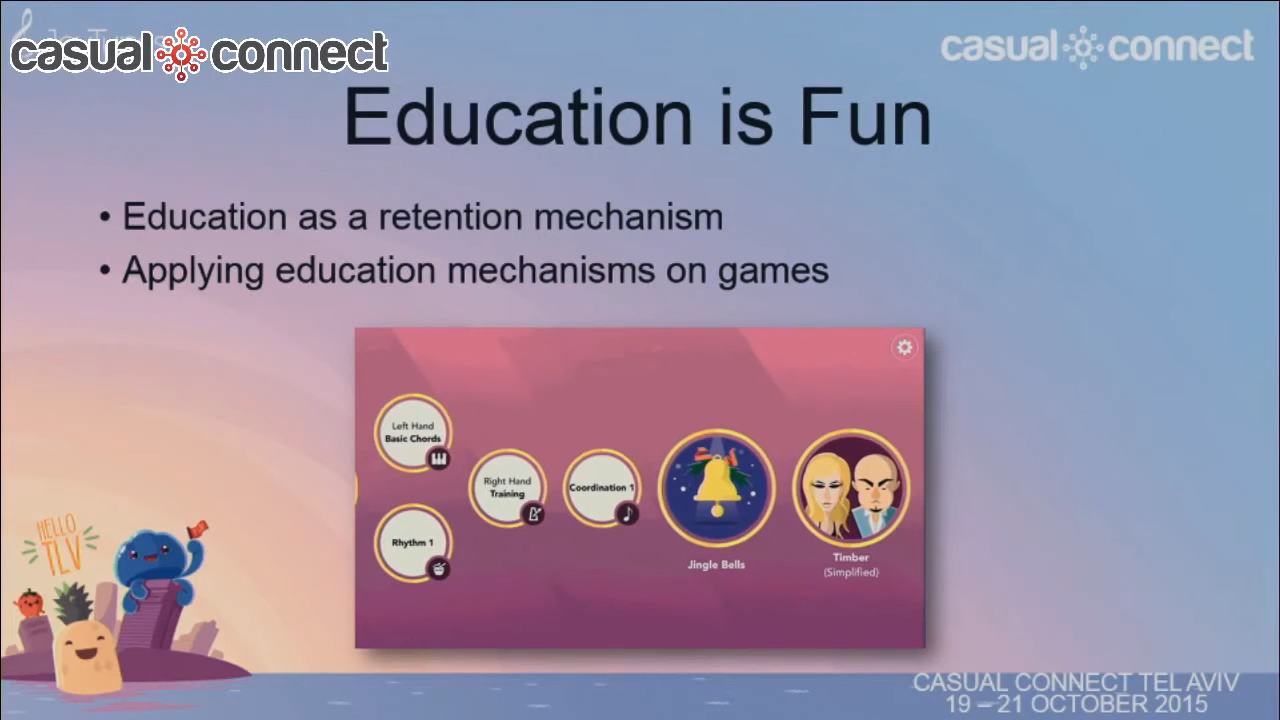 casual connect
casual connect
Education is Fun
• Education as a retention mechanism
• Applying education mechanisms on games
Left Hand
Basic Chords
Right Hand
Training
Coordination 1
Rhythm 1
Jingle Bells
Timber
(Simplified)
HELLO
TLV
CASUAL CONNECT TEL AVIV
19 – 21 OCTOBER 2015